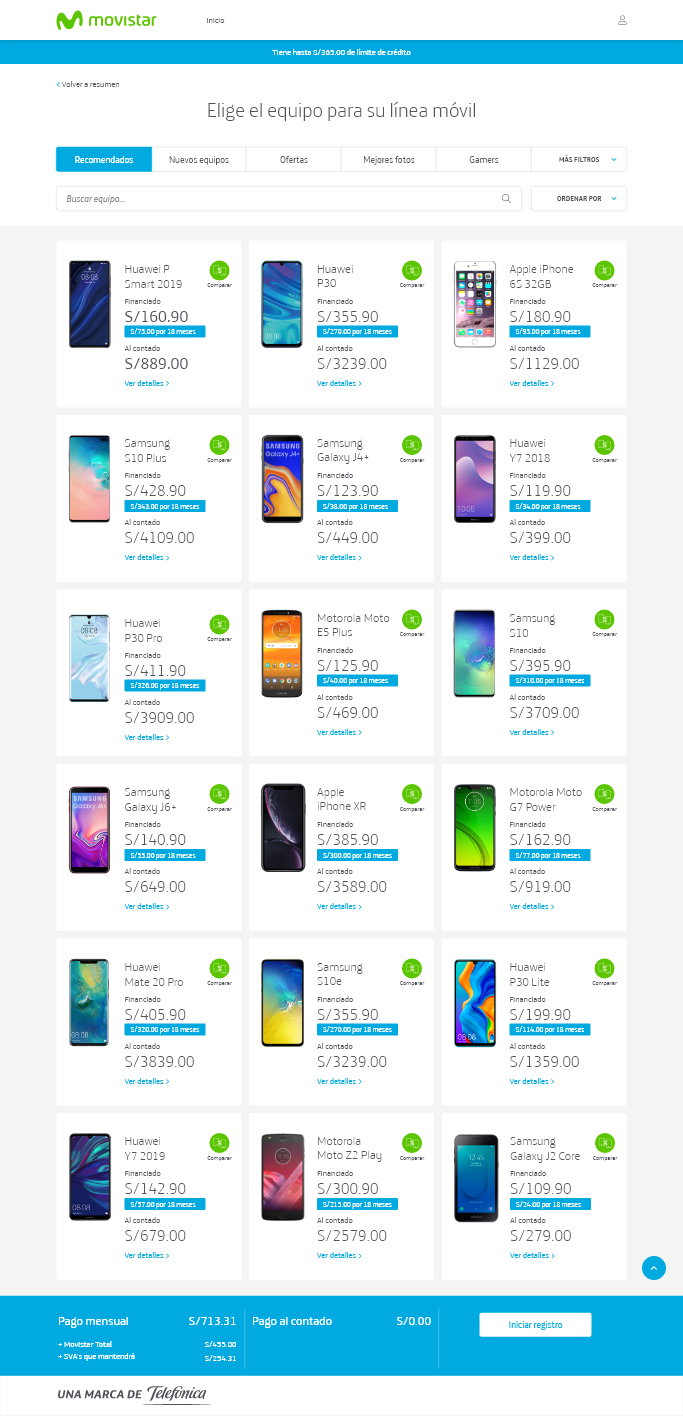 movistar
Inicio
Tiene hasta S/365.00 de límite de crédito
< Volver a resumen
Elige el equipo para su línea móvil
Recomendados
Nuevos equipos
Ofertas
Mejores fotos
Gamers
MÁS FILTROS
Buscar equipo...
ORDENAR POR
Huawei P
Smart 2019
Comparar
Financiado
S/160.90
S/75.00 por 18 meses
Al contado
S/889.00
Ver detalles >
Huawei
P30
Comparar
Financiado
S/355.90
S/270.00 por 18 meses
Al contado
S/3239.00
Ver detalles >
Apple iPhone
6S 32GB
Comparar
Financiado
S/180.90
S/95.00 por 18 meses
Al contado
S/1129.00
Ver detalles >
Samsung
S10 Plus
Comparar
Financiado
S/428.90
S/343.00 por 18 meses
Al contado
S/4109.00
Ver detalles >
SAMSUNG
Galaxy J4+
Samsung
Galaxy J4+
Comparar
Financiado
S/123.90
S/38.00 por 18 meses
Al contado
S/449.00
Ver detalles >
Huawei
Y7 2018
Comparar
Financiado
S/119.90
S/34.00 por 18 meses
Al contado
S/399.00
Ver detalles >
Huawei
P30 Pro
Comparar
Financiado
S/411.90
S/326.00 por 18 meses
Al contado
S/3909.00
Ver detalles >
Motorola Moto
E5 Plus
Comparar
Financiado
S/125.90
S/40.00 por 18 meses
Al contado
S/469.00
Ver detalles >
Samsung
S10
Comparar
Financiado
S/395.90
S/310.00 por 18 meses
Al contado
S/3709.00
Ver detalles >
SAMSUNG
Galaxy J6+
Samsung
Galaxy J6+
Comparar
Financiado
S/140.90
S/55.00 por 18 meses
Al contado
S/649.00
Ver detalles >
Apple
iPhone XR
Comparar
Financiado
S/385.90
S/300.00 por 18 meses
Al contado
S/3589.00
Ver detalles >
Motorola Moto
G7 Power
Comparar
Financiado
S/162.90
S/77.00 por 18 meses
Al contado
S/919.00
Ver detalles >
Huawei
Mate 20 Pro
Comparar
Financiado
S/405.90
S/320.00 por 18 meses
Al contado
S/3839.00
Ver detalles >
Samsung
S10e
Comparar
Financiado
S/355.90
S/270.00 por 18 meses
Al contado
S/3239.00
Ver detalles >
Huawei
P30 Lite
Comparar
Financiado
S/199.90
S/114.00 por 18 meses
Al contado
S/1359.00
Ver detalles >
Huawei
Y7 2019
Comparar
Financiado
S/142.90
S/57.00 por 18 meses
Al contado
S/679.00
Ver detalles >
Motorola
Moto Z2 Play
Comparar
Financiado
S/300.90
S/215.00 por 18 meses
Al contado
S/2579.00
Ver detalles >
Samsung
Galaxy J2 Core
Comparar
Financiado
S/109.90
S/24.00 por 18 meses
Al contado
S/279.00
Ver detalles >
Pago mensual S/713.31
+ Movistar Total S/455.00
+ SVA's que mantendrá S/254.31
Pago al contado S/0.00
Iniciar registro
UNA MARCA DE Telefónica